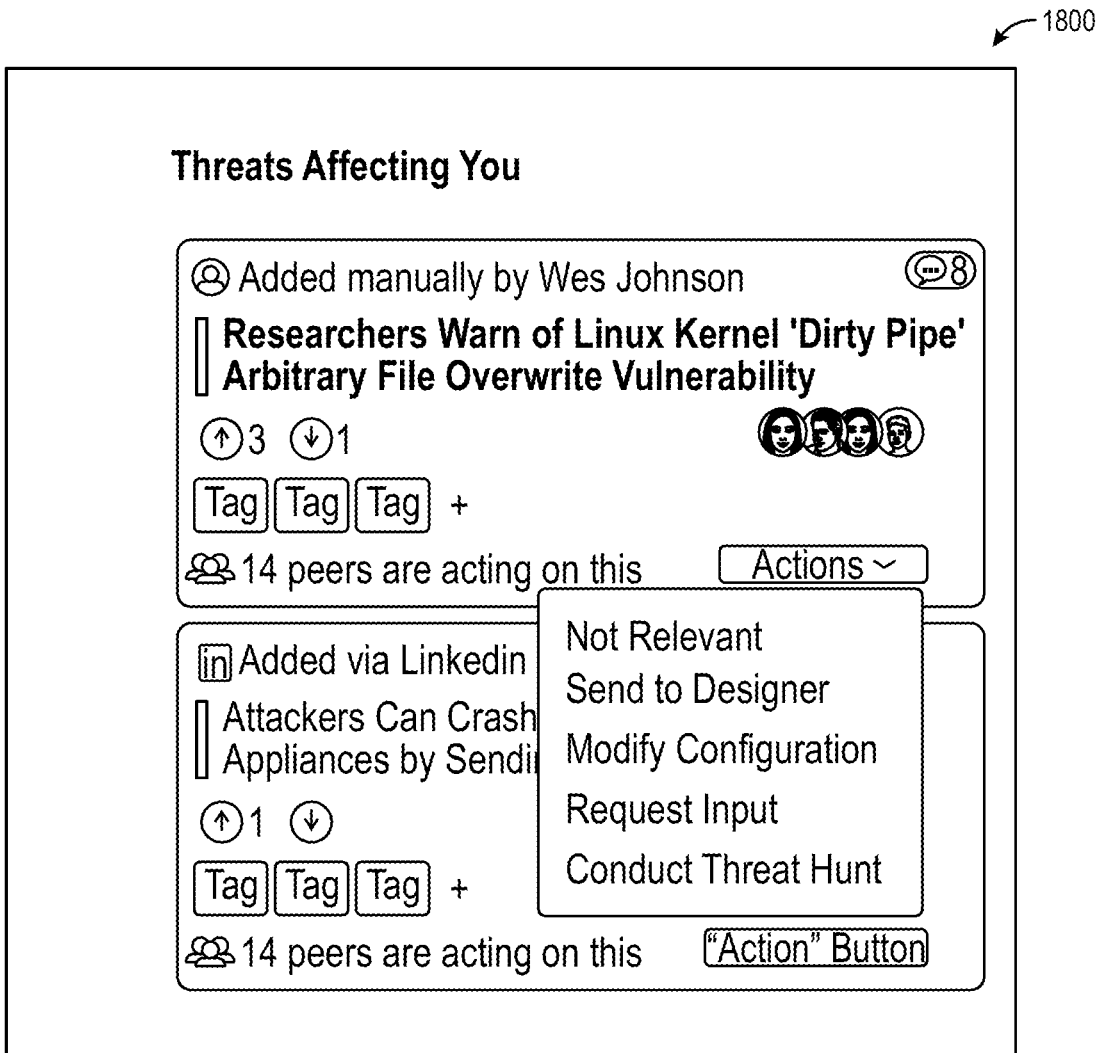 1800
Threats Affecting You
Added manually by Wes Johnson
8
Researchers Warn of Linux Kernel 'Dirty Pipe'
Arbitrary File Overwrite Vulnerability
3 1
Tag Tag Tag +
14 peers are acting on this
Actions
Not Relevant
Send to Designer
Modify Configuration
Request Input
Conduct Threat Hunt
in Added via Linkedin
Attackers Can Crash
Appliances by Sendin
1
Tag Tag Tag +
14 peers are acting on this
“Action” Button